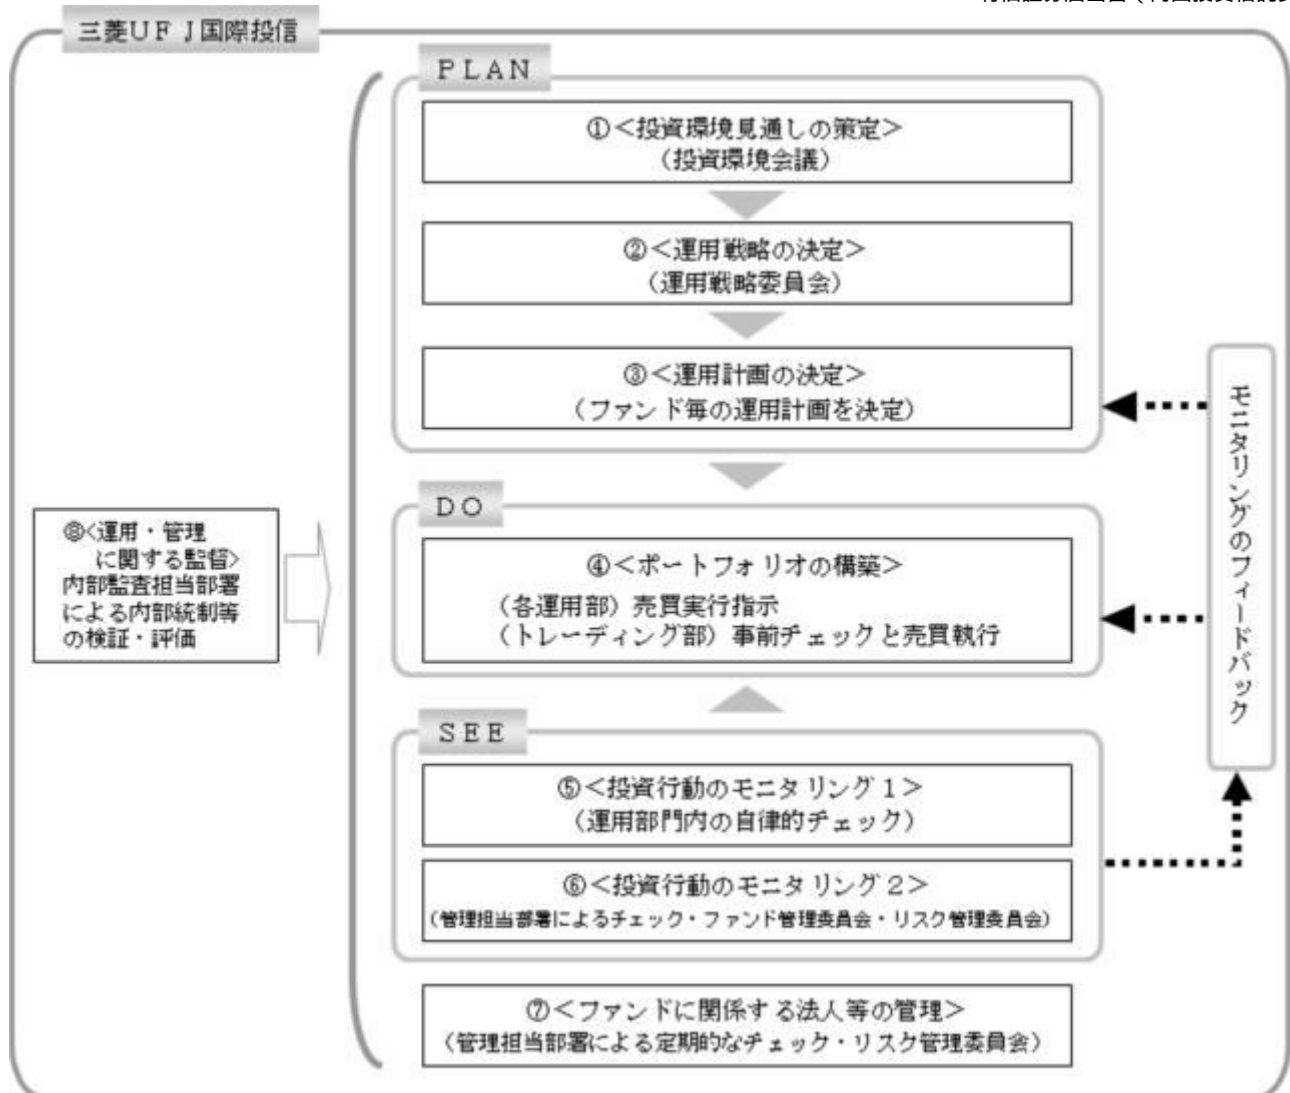 三菱ＵＦＪ国際投信
ＰＬＡＮ
①＜投資環境見通しの策定＞
（投資環境会議）
②＜運用戦略の決定＞
（運用戦略委員会）
③＜運用計画の決定＞
（ファンド毎の運用計画を決定）
ＤＯ
④＜ポートフォリオの構築＞
（各運用部）売買実行指示
（トレーディング部）事前チェックと売買執行
ＳＥＥ
⑤＜投資行動のモニタリング１＞
（運用部門内の自律的チェック）
⑥＜投資行動のモニタリング２＞
（管理担当部署によるチェック・ファンド管理委員会・リスク管理委員会）
⑦＜ファンドに関係する法人等の管理＞
（管理担当部署による定期的なチェック・リスク管理委員会）
⑧＜運用・管理
に関する監督＞
内部監査担当部署
による内部統制等
の検証・評価
モニタリングのフィードバック